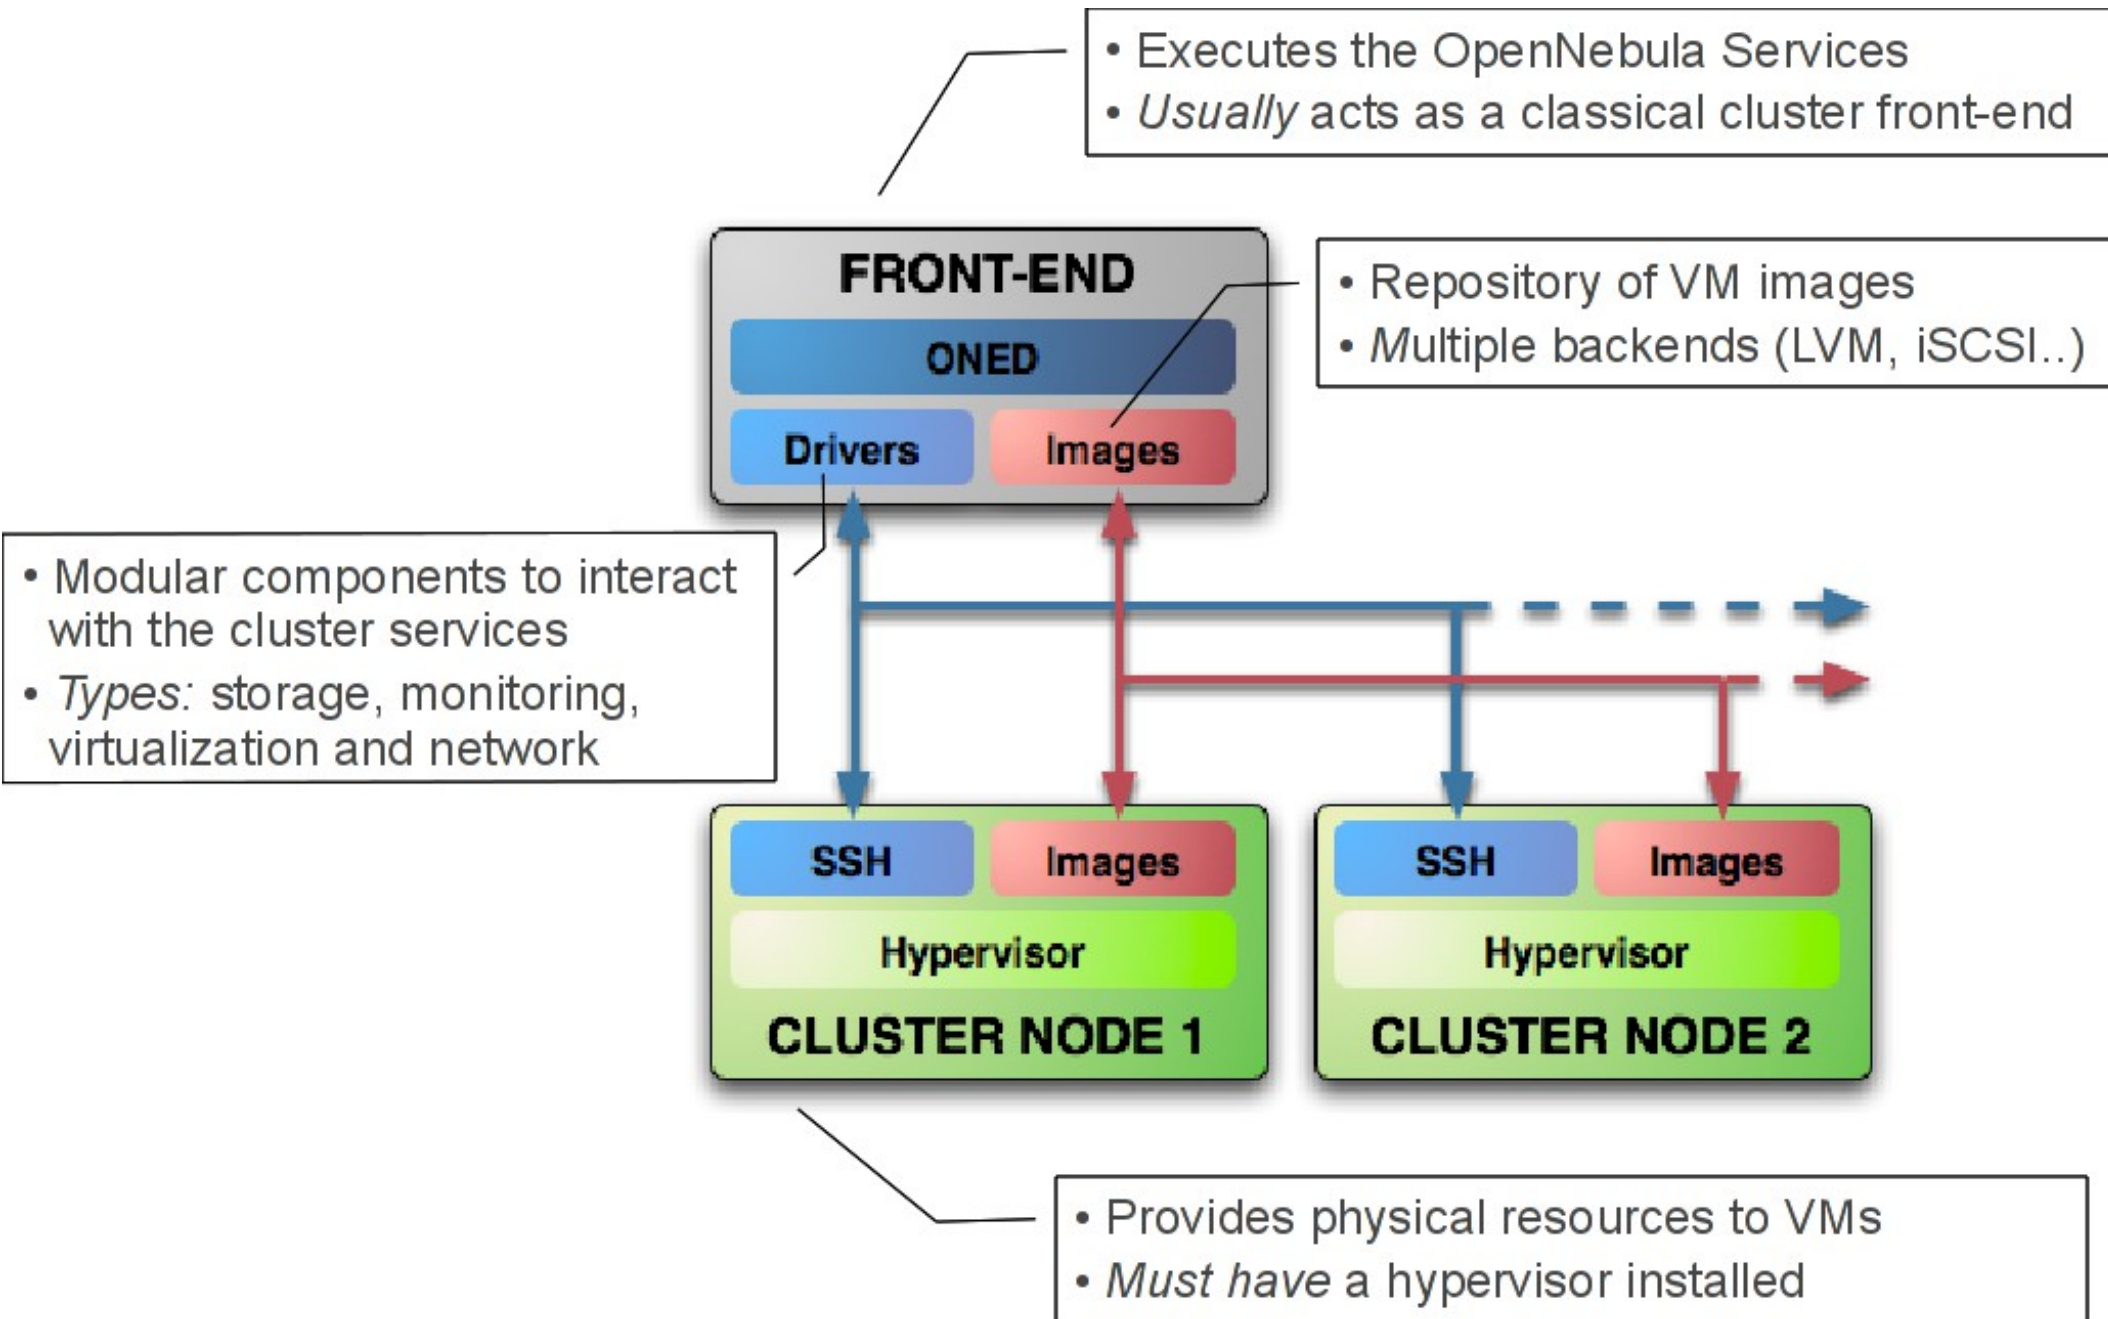 • Executes the OpenNebula Services
• Usually acts as a classical cluster front-end
FRONT-END
ONED
Drivers
Images
• Repository of VM images
• Multiple backends (LVM, iSCSI..)
• Modular components to interact
with the cluster services
• Types: storage, monitoring,
virtualization and network
SSH
Images
Hypervisor
CLUSTER NODE 1
SSH
Images
Hypervisor
CLUSTER NODE 2
• Provides physical resources to VMs
• Must have a hypervisor installed